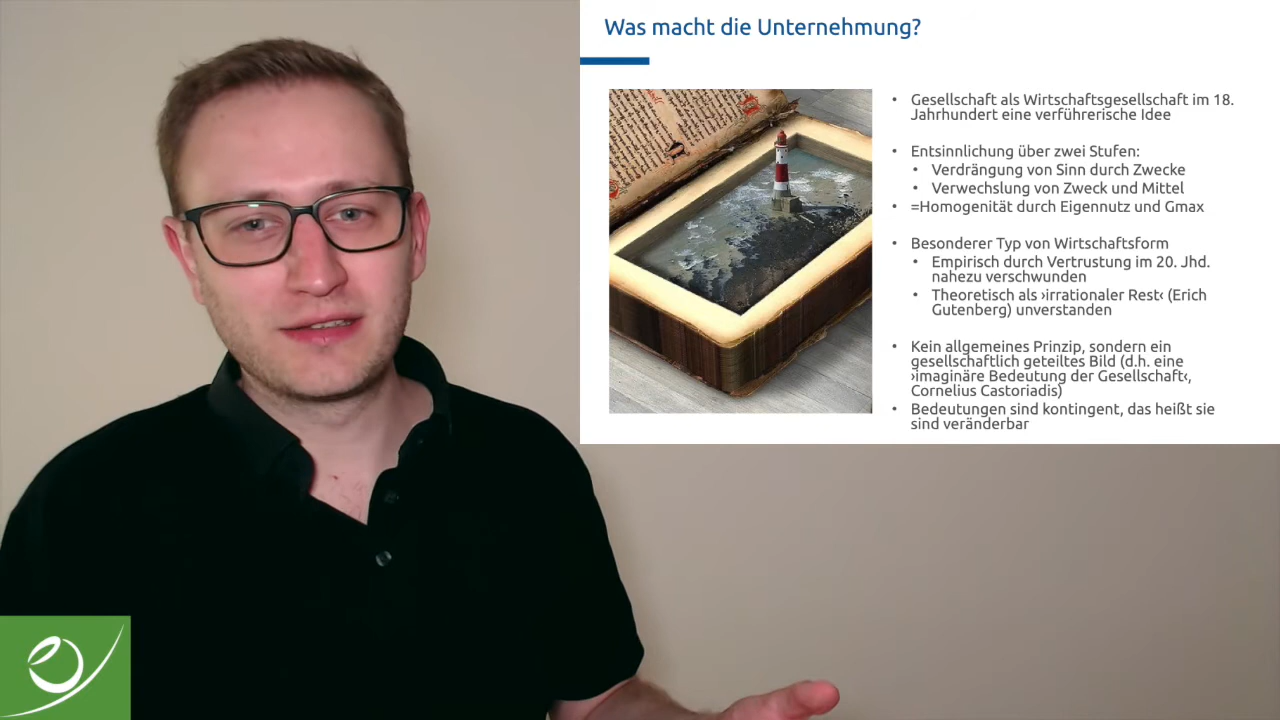 Was macht die Unternehmung?
• Gesellschaft als Wirtschaftsgesellschaft im 18.
Jahrhundert eine verführerische Idee
• Entsinnlichung über zwei Stufen:
• Verdrängung von Sinn durch Zwecke
• Verwechslung von Zweck und Mittel
• =Homogenität durch Eigennutz und Gmax
• Besonderer Typ von Wirtschaftsform
• Empirisch durch Vertrustung im 20. Jhd.
nahezu verschwunden
• Theoretisch als ›irrationaler Rest‹ (Erich
Gutenberg) unverstanden
• Kein allgemeines Prinzip, sondern ein
gesellschaftlich geteiltes Bild (d.h. eine
›imaginäre Bedeutung der Gesellschaft‹,
Cornelius Castoriadis)
• Bedeutungen sind kontingent, das heißt sie
sind veränderbar